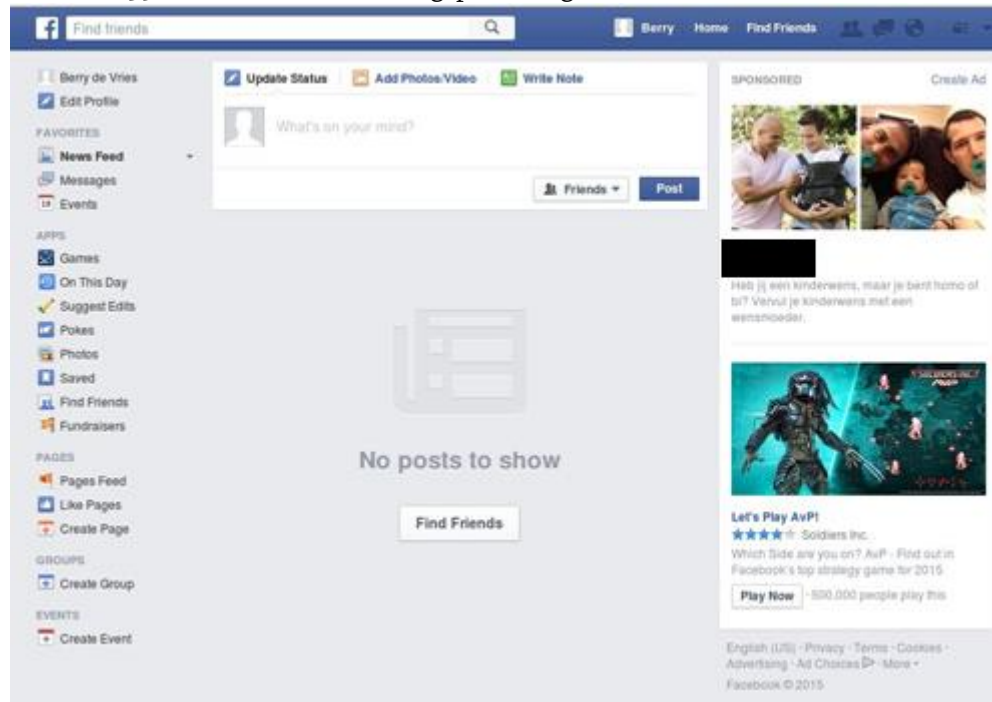 f Find friends
Berry Home Find Friends
Berry de Vries
Edit Profile
FAVORITES
News Feed
Messages
Events
APPS
Games
On This Day
Suggest Edits
Pokes
Photos
Saved
Find Friends
Fundraisers
PAGES
Pages Feed
Like Pages
Create Page
GROUPS
Create Group
EVENTS
Create Event
Update Status Add Photos/Video Write Note
What's on your mind?
Friends Post
No posts to show
Find Friends
SPONSORED Create Ad
Heb jij een kinderwens, maar je bent homo of
bi? Vervul je kinderwens met een
wensmoeder.
Let's Play AvP!
Soldiers Inc.
Which Side are you on? AvP - Find out in
Facebook's top strategy game for 2015
Play Now · 500,000 people play this
English (US) · Privacy · Terms · Cookies ·
Advertising · Ad Choices · More
Facebook © 2015